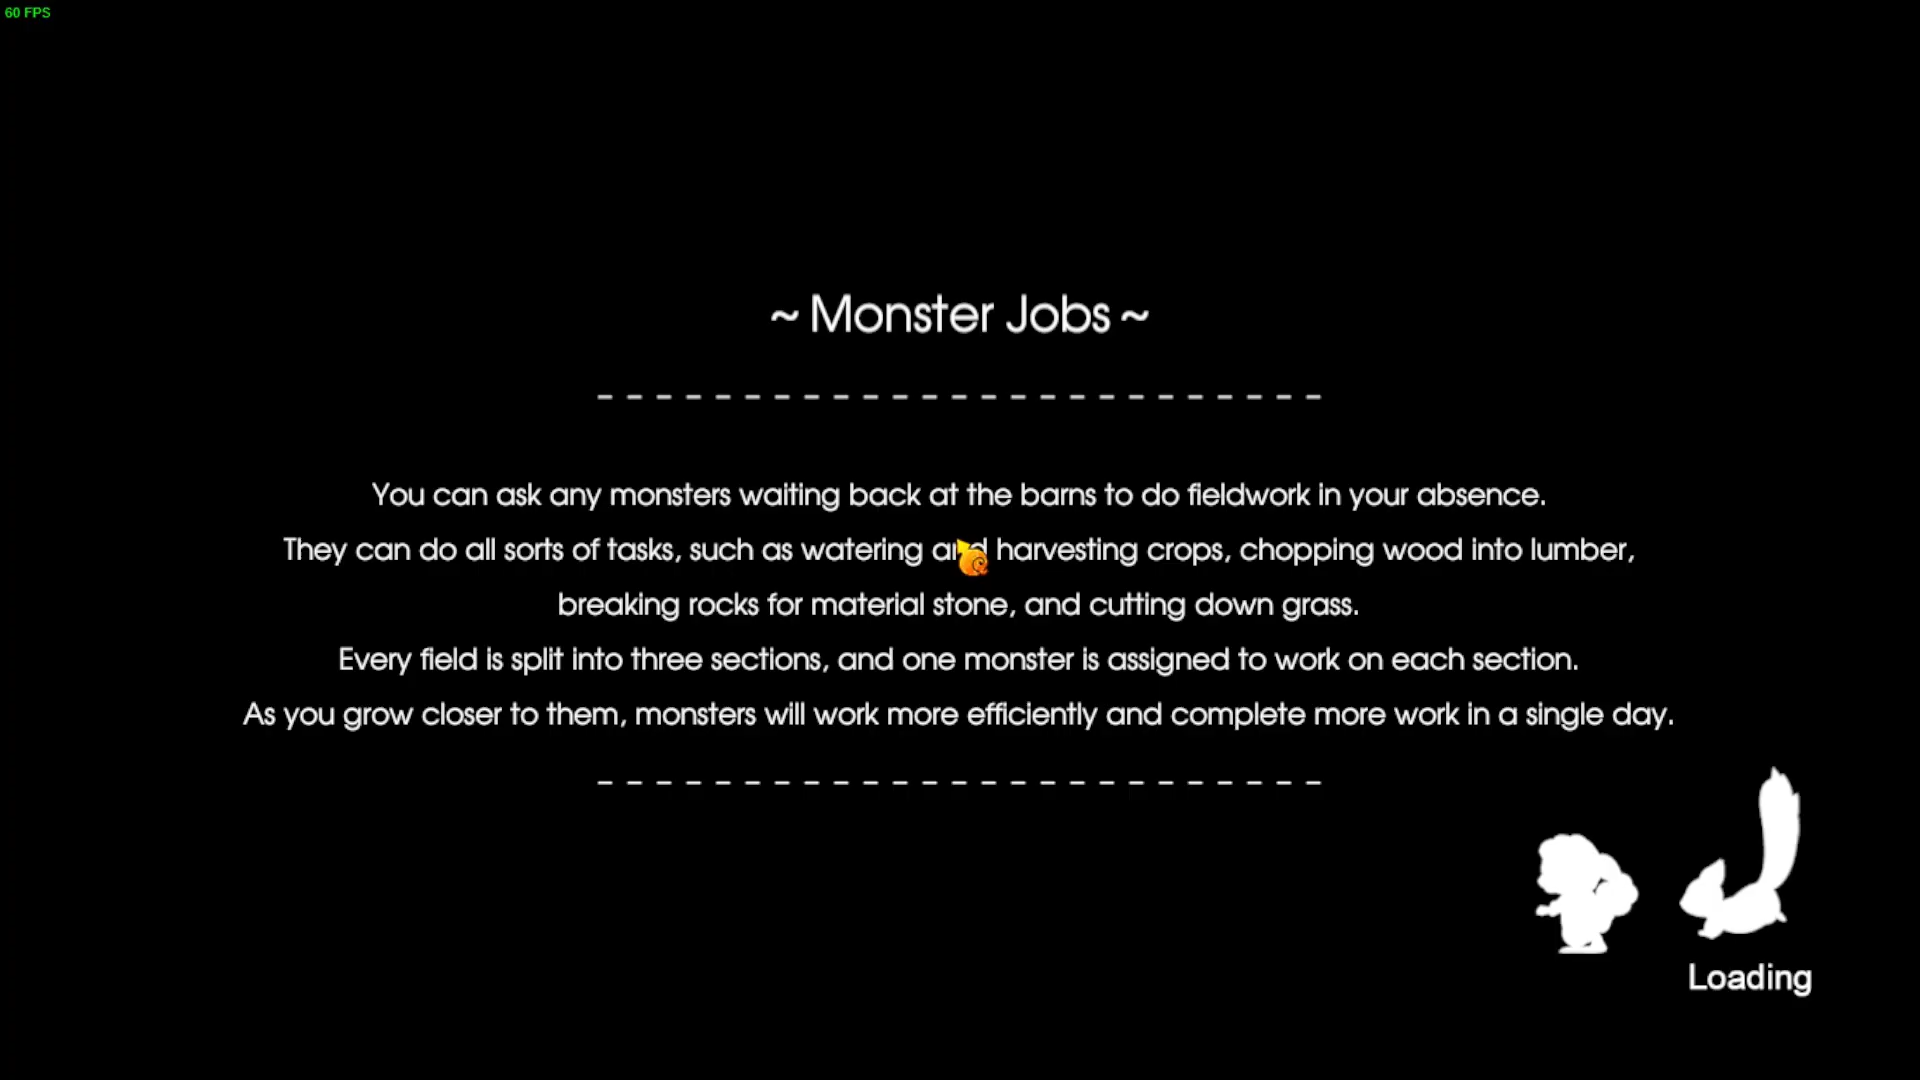 60 FPS
~ Monster Jobs ~
- - - - - - - - - - - - - - - - - - - - - - - - -
You can ask any monsters waiting back at the barns to do fieldwork in your absence.
They can do all sorts of tasks, such as watering and harvesting crops, chopping wood into lumber,
breaking rocks for material stone, and cutting down grass.
Every field is split into three sections, and one monster is assigned to work on each section.
As you grow closer to them, monsters will work more efficiently and complete more work in a single day.
- - - - - - - - - - - - - - - - - - - - - - - - -
Loading